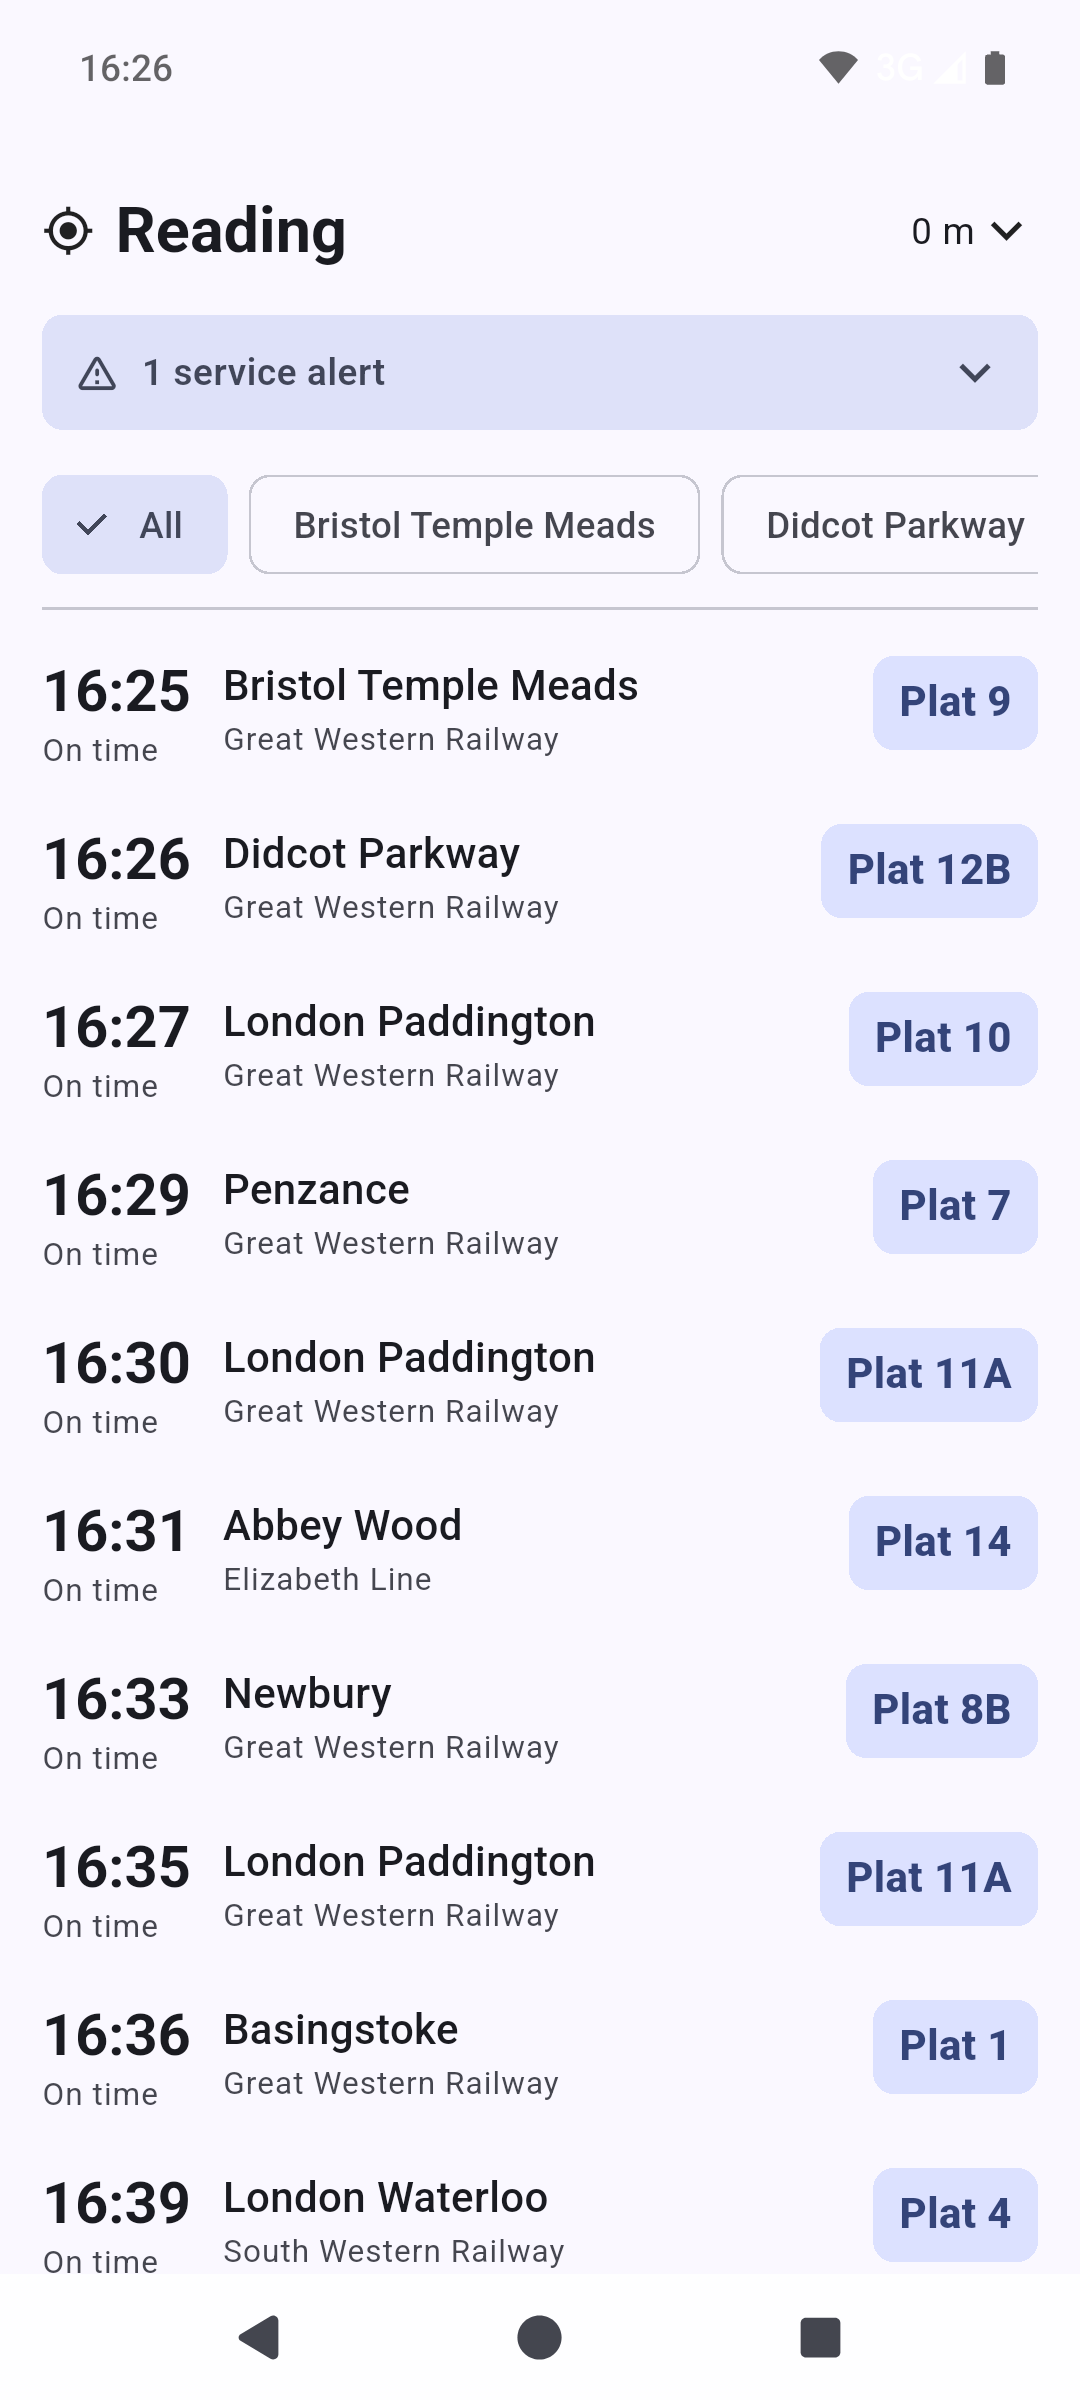 16:26
3G
Reading
0 m
1 service alert
All
Bristol Temple Meads
Didcot Parkway
16:25 Bristol Temple Meads Plat 9
On time Great Western Railway
16:26 Didcot Parkway Plat 12B
On time Great Western Railway
16:27 London Paddington Plat 10
On time Great Western Railway
16:29 Penzance Plat 7
On time Great Western Railway
16:30 London Paddington Plat 11A
On time Great Western Railway
16:31 Abbey Wood Plat 14
On time Elizabeth Line
16:33 Newbury Plat 8B
On time Great Western Railway
16:35 London Paddington Plat 11A
On time Great Western Railway
16:36 Basingstoke Plat 1
On time Great Western Railway
16:39 London Waterloo Plat 4
On time South Western Railway